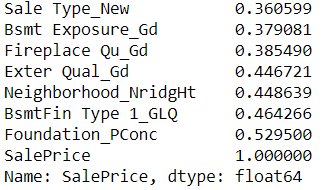 Sale Type_New 0.360599
Bsmt Exposure_Gd 0.379081
Fireplace Qu_Gd 0.385490
Exter Qual_Gd 0.446721
Neighborhood_NridgHt 0.448639
BsmtFin Type 1_GLQ 0.464266
Foundation_PConc 0.529500
SalePrice 1.000000
Name: SalePrice, dtype: float64